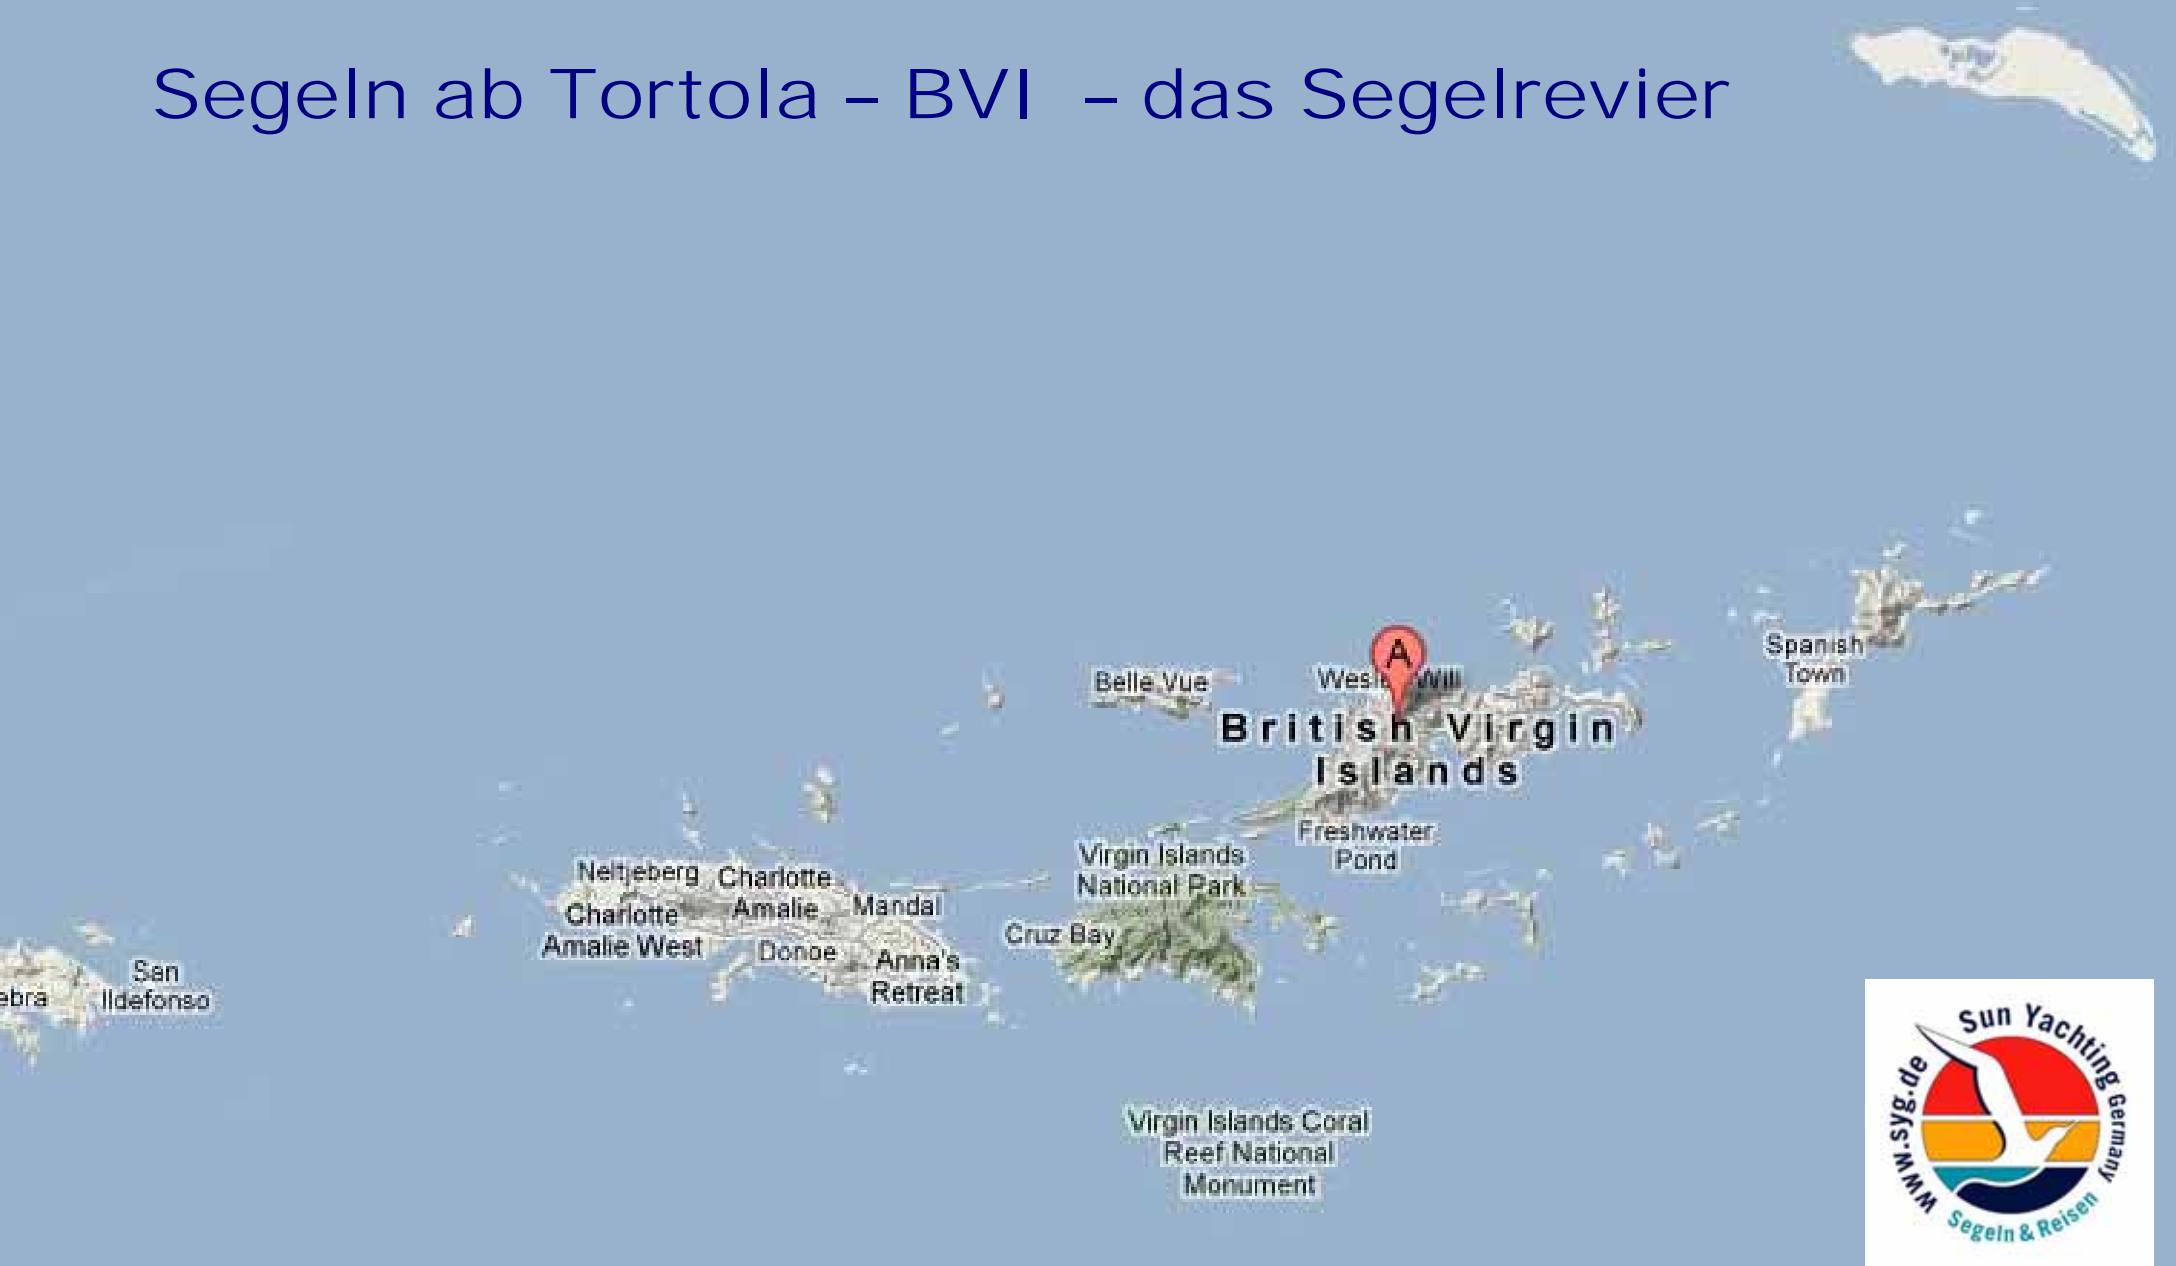 Segeln ab Tortola – BVI – das Segelrevier
Spanish
Town
Belle Vue
A
British Virgin
Islands
Freshwater
Pond
Virgin Islands
National Park
Neltjeberg
Charlotte
Amalie
Mandal
Charlotte
Amalie West
Donoe
Anna's
Retreat
Cruz Bay
San
Ildefonso
ebra
Virgin Islands Coral
Reef National
Monument
www.syg.de
Sun Yachting Germany
Segeln & Reisen